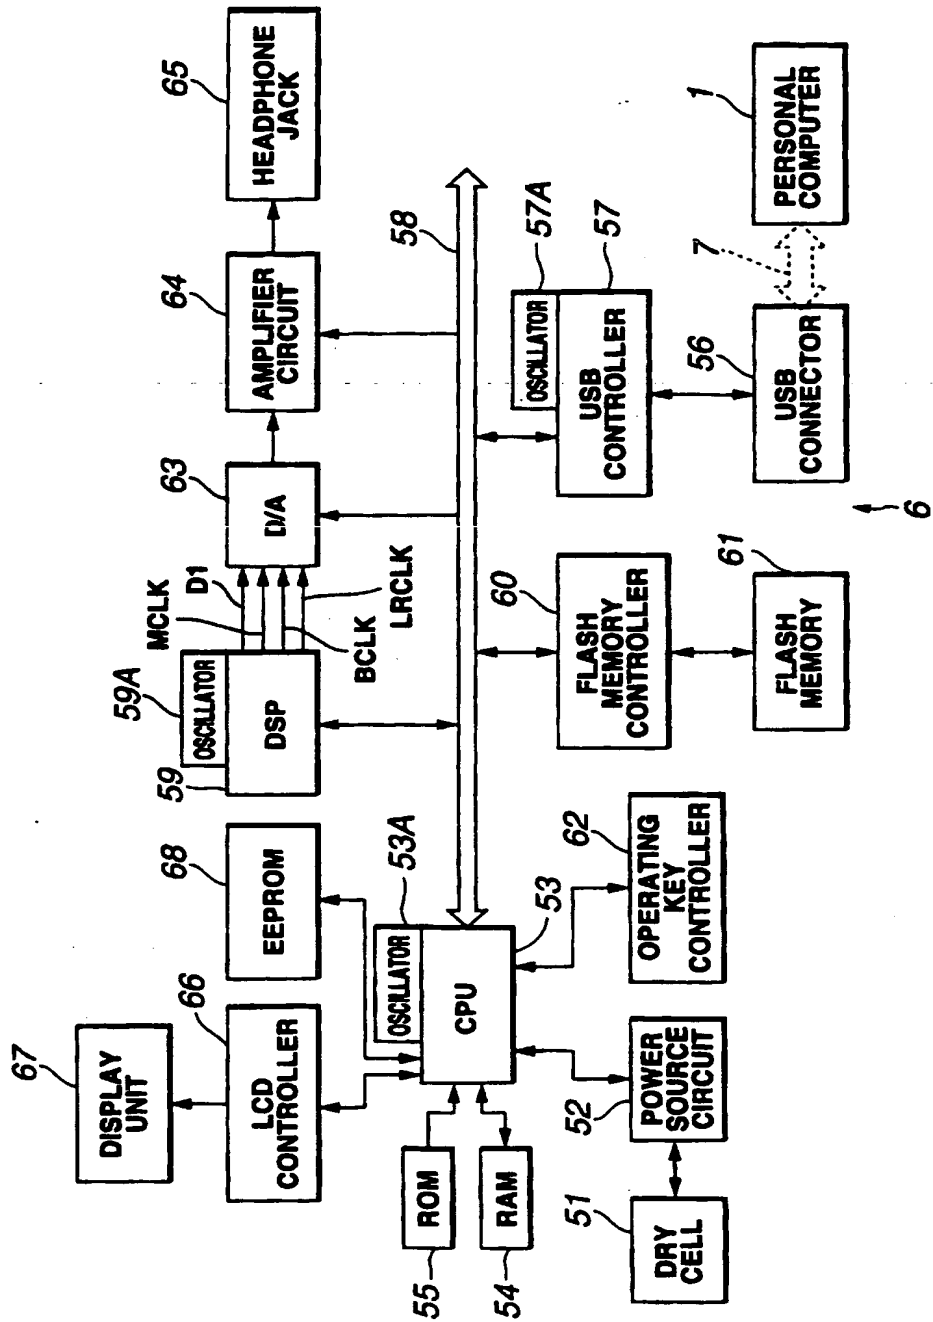 67
DISPLAY
UNIT
66
LCD
CONTROLLER
68
EEPROM
59A
OSCILLATOR
59
DSP
MCLK
D1
BCLK
LRCLK
63
D/A
64
AMPLIFIER
CIRCUIT
65
HEADPHONE
JACK
55
ROM
54
RAM
53A
OSCILLATOR
CPU
53
58
57A
OSCILLATOR
57
USB
CONTROLLER
60
FLASH
MEMORY
CONTROLLER
62
OPERATING
KEY
CONTROLLER
52
POWER
SOURCE
CIRCUIT
51
DRY
CELL
61
FLASH
MEMORY
56
USB
CONNECTOR
7
1
PERSONAL
COMPUTER
6